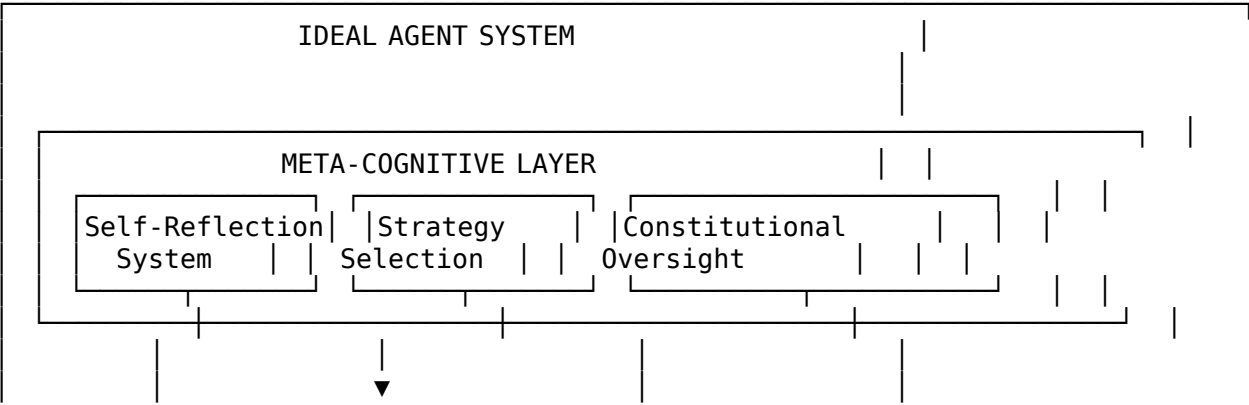 IDEAL AGENT SYSTEM
META-COGNITIVE LAYER
Self-Reflection Strategy Constitutional
System Selection Oversight